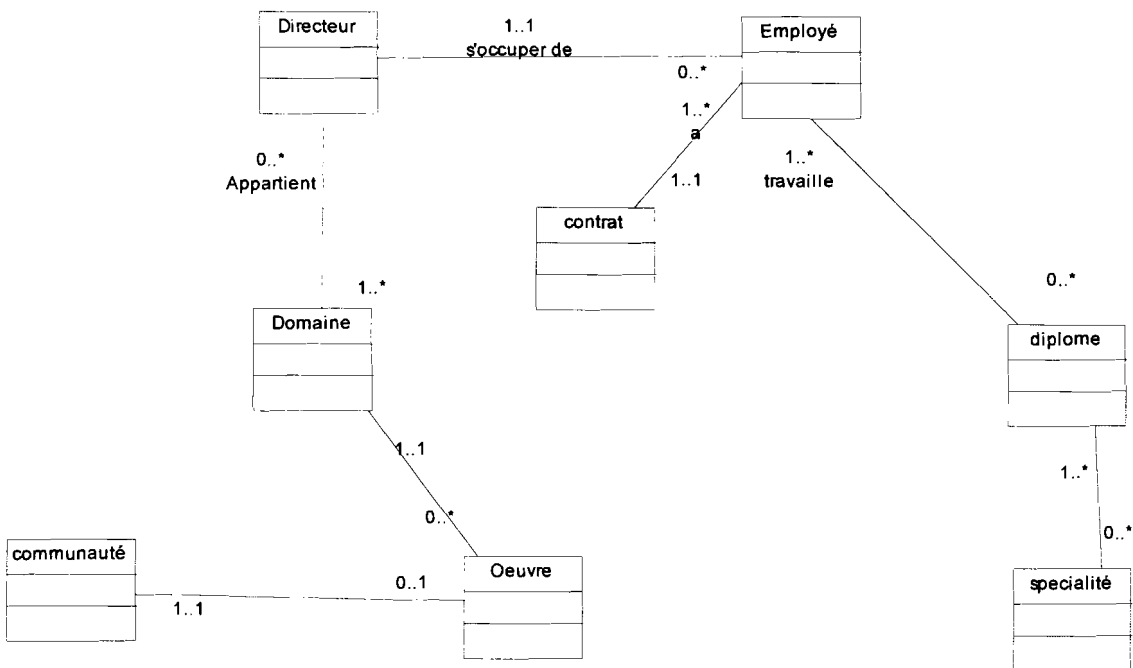 Directeur
1..1
s'occuper de
Employé
0..*
1..*
a
1..1
0..*
Appartient
1..*
travaille
contrat
1..*
Domaine
0..*
diplome
1..1
0..*
1..*
0..*
communauté
1..1
0..1
Oeuvre
specialité